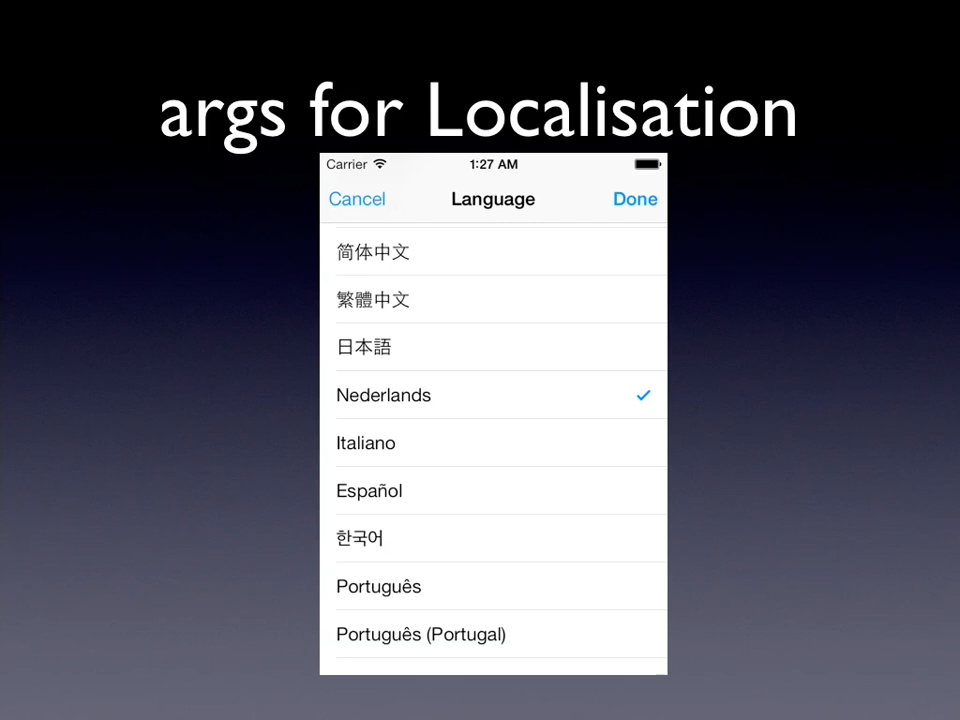 args for Localisation
Carrier 1:27 AM
Cancel Language Done
简体中文
繁體中文
日本語
Nederlands
Italiano
Español
한국어
Português
Português (Portugal)